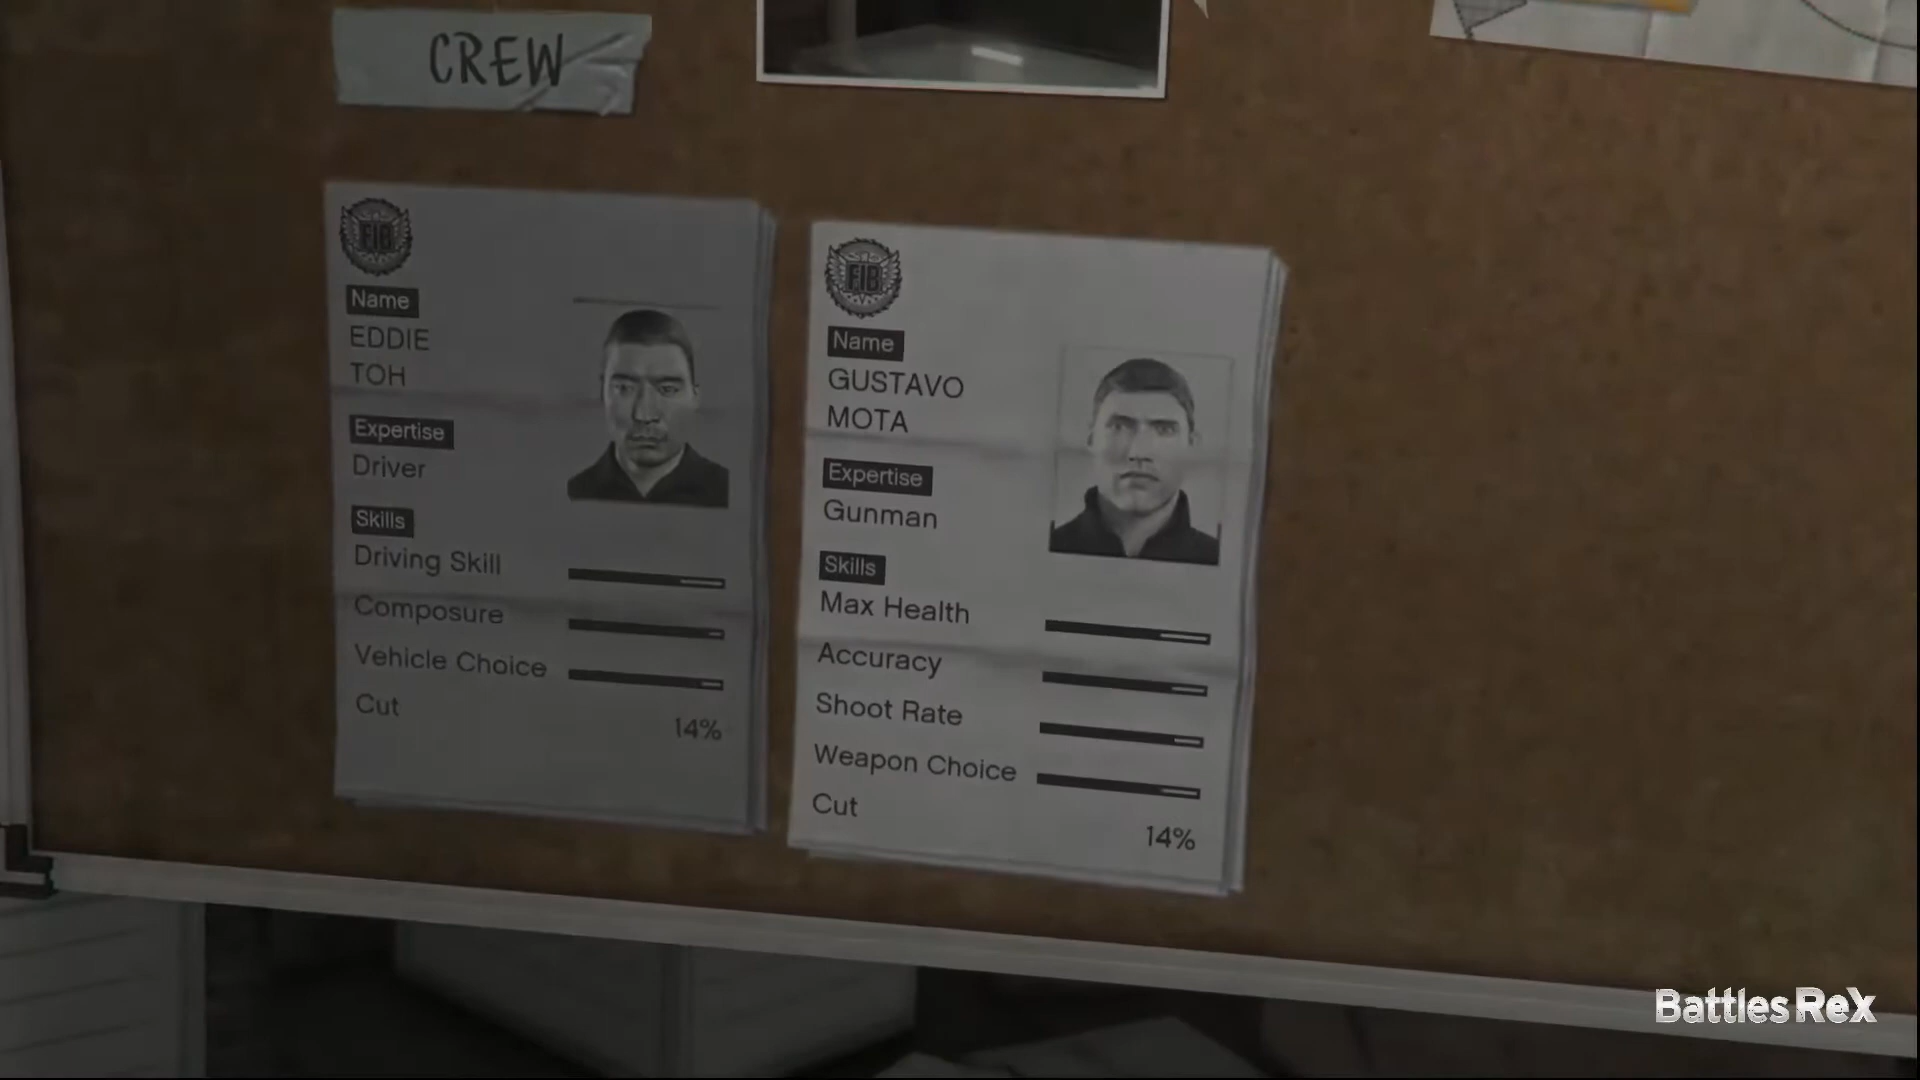 CREW
FIB
Name
EDDIE
TOH
Expertise
Driver
Skills
Driving Skill
Composure
Vehicle Choice
Cut
14%
FIB
Name
GUSTAVO
MOTA
Expertise
Gunman
Skills
Max Health
Accuracy
Shoot Rate
Weapon Choice
Cut
14%
Battles ReX